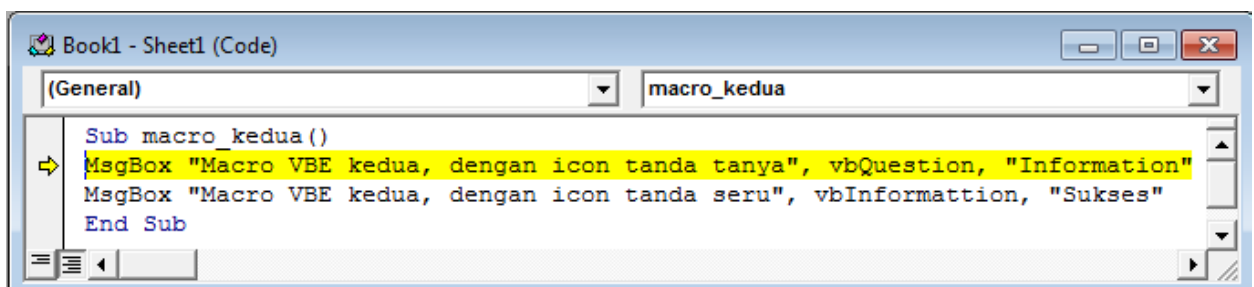 Book1 - Sheet1 (Code)
(General) macro_kedua
Sub macro_kedua()
MsgBox "Macro VBE kedua, dengan icon tanda tanya", vbQuestion, "Information"
MsgBox "Macro VBE kedua, dengan icon tanda seru", vbInformattion, "Sukses"
End Sub